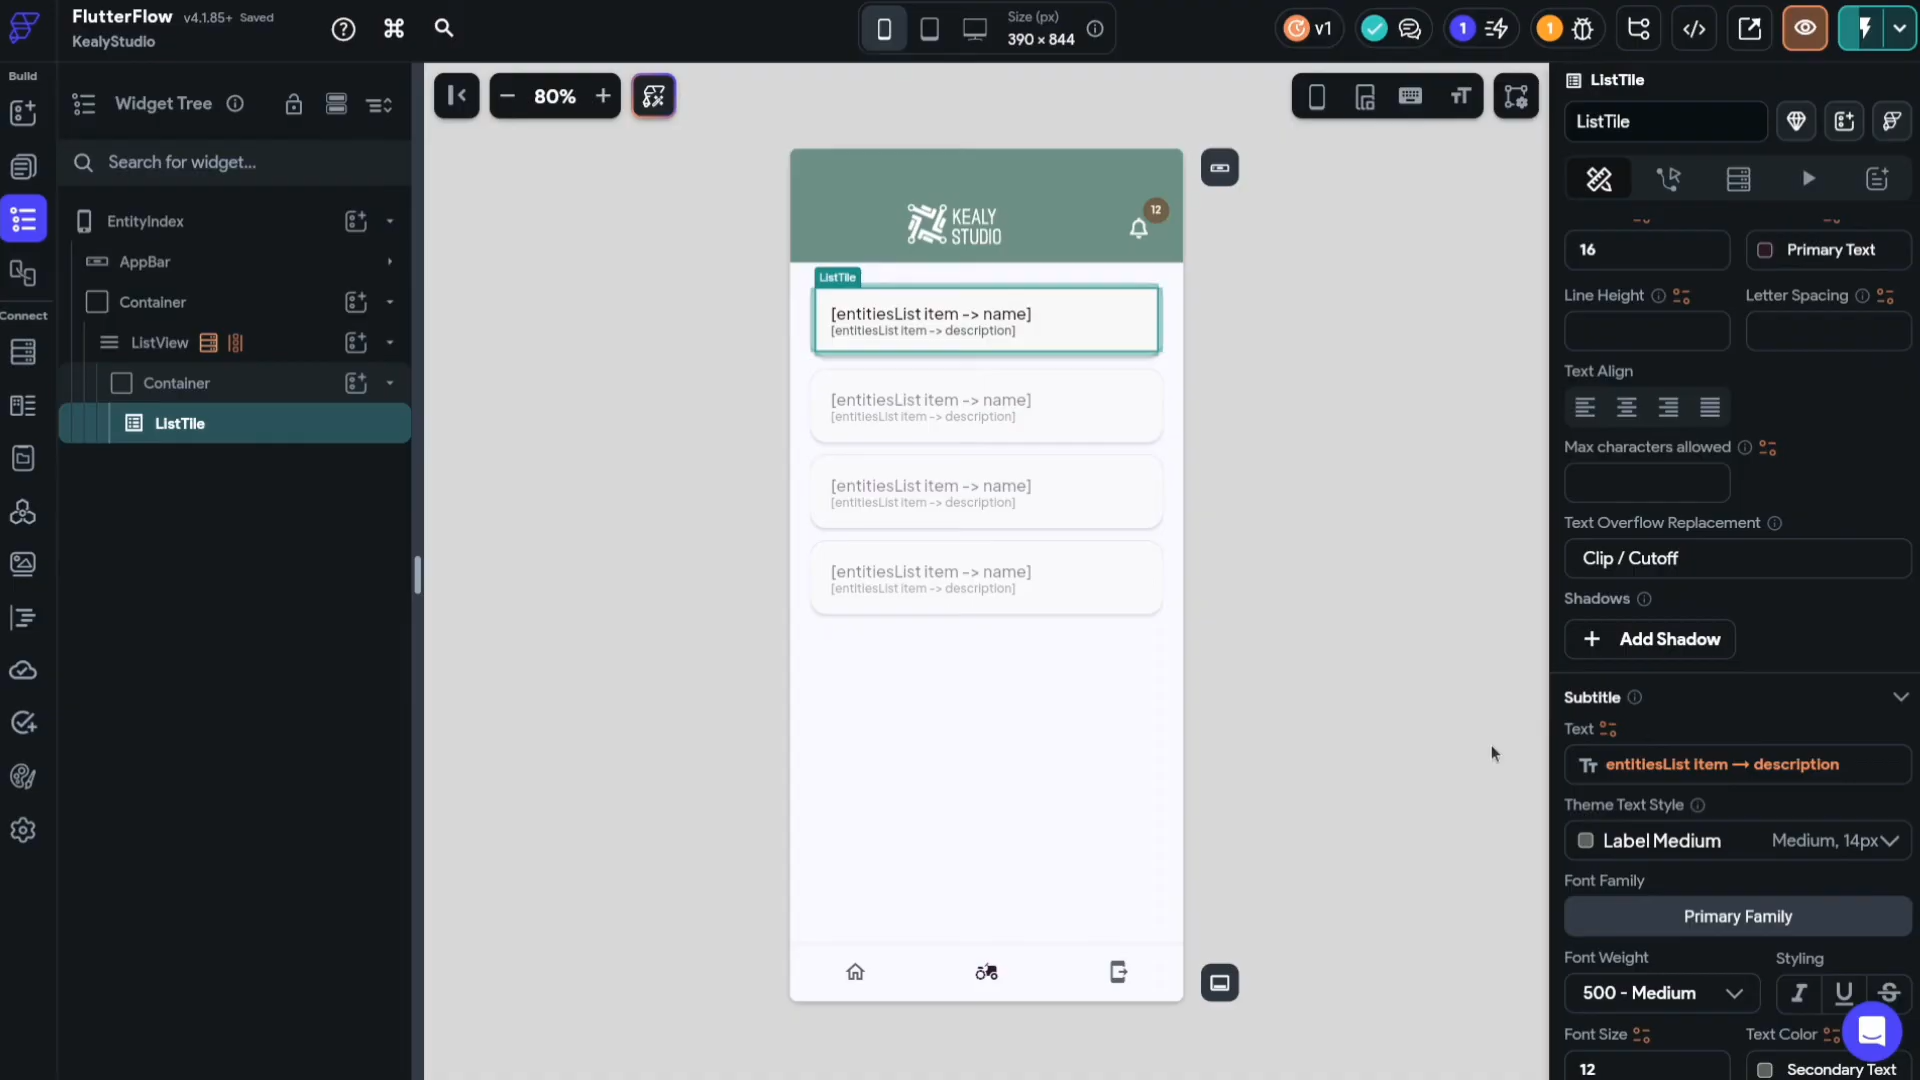 FlutterFlow v4.1.85+ Saved
KealyStudio
Size (px)
390 × 844
v1
1
1
Build
Widget Tree
Search for widget...
EntityIndex
AppBar
Container
ListView
Container
ListTile
Connect
80%
KEALY
STUDIO
12
ListTile
[entitiesList item -> name]
[entitiesList item -> description]
[entitiesList item -> name]
[entitiesList item -> description]
[entitiesList item -> name]
[entitiesList item -> description]
[entitiesList item -> name]
[entitiesList item -> description]
ListTile
ListTile
16
Primary Text
Line Height
Letter Spacing
Text Align
Max characters allowed
Text Overflow Replacement
Clip / Cutoff
Shadows
Add Shadow
Subtitle
Text
Tт entitiesList item → description
Theme Text Style
Label Medium Medium, 14px
Font Family
Primary Family
Font Weight Styling
500 - Medium I U S
Font Size Text Color
12 Secondary Text